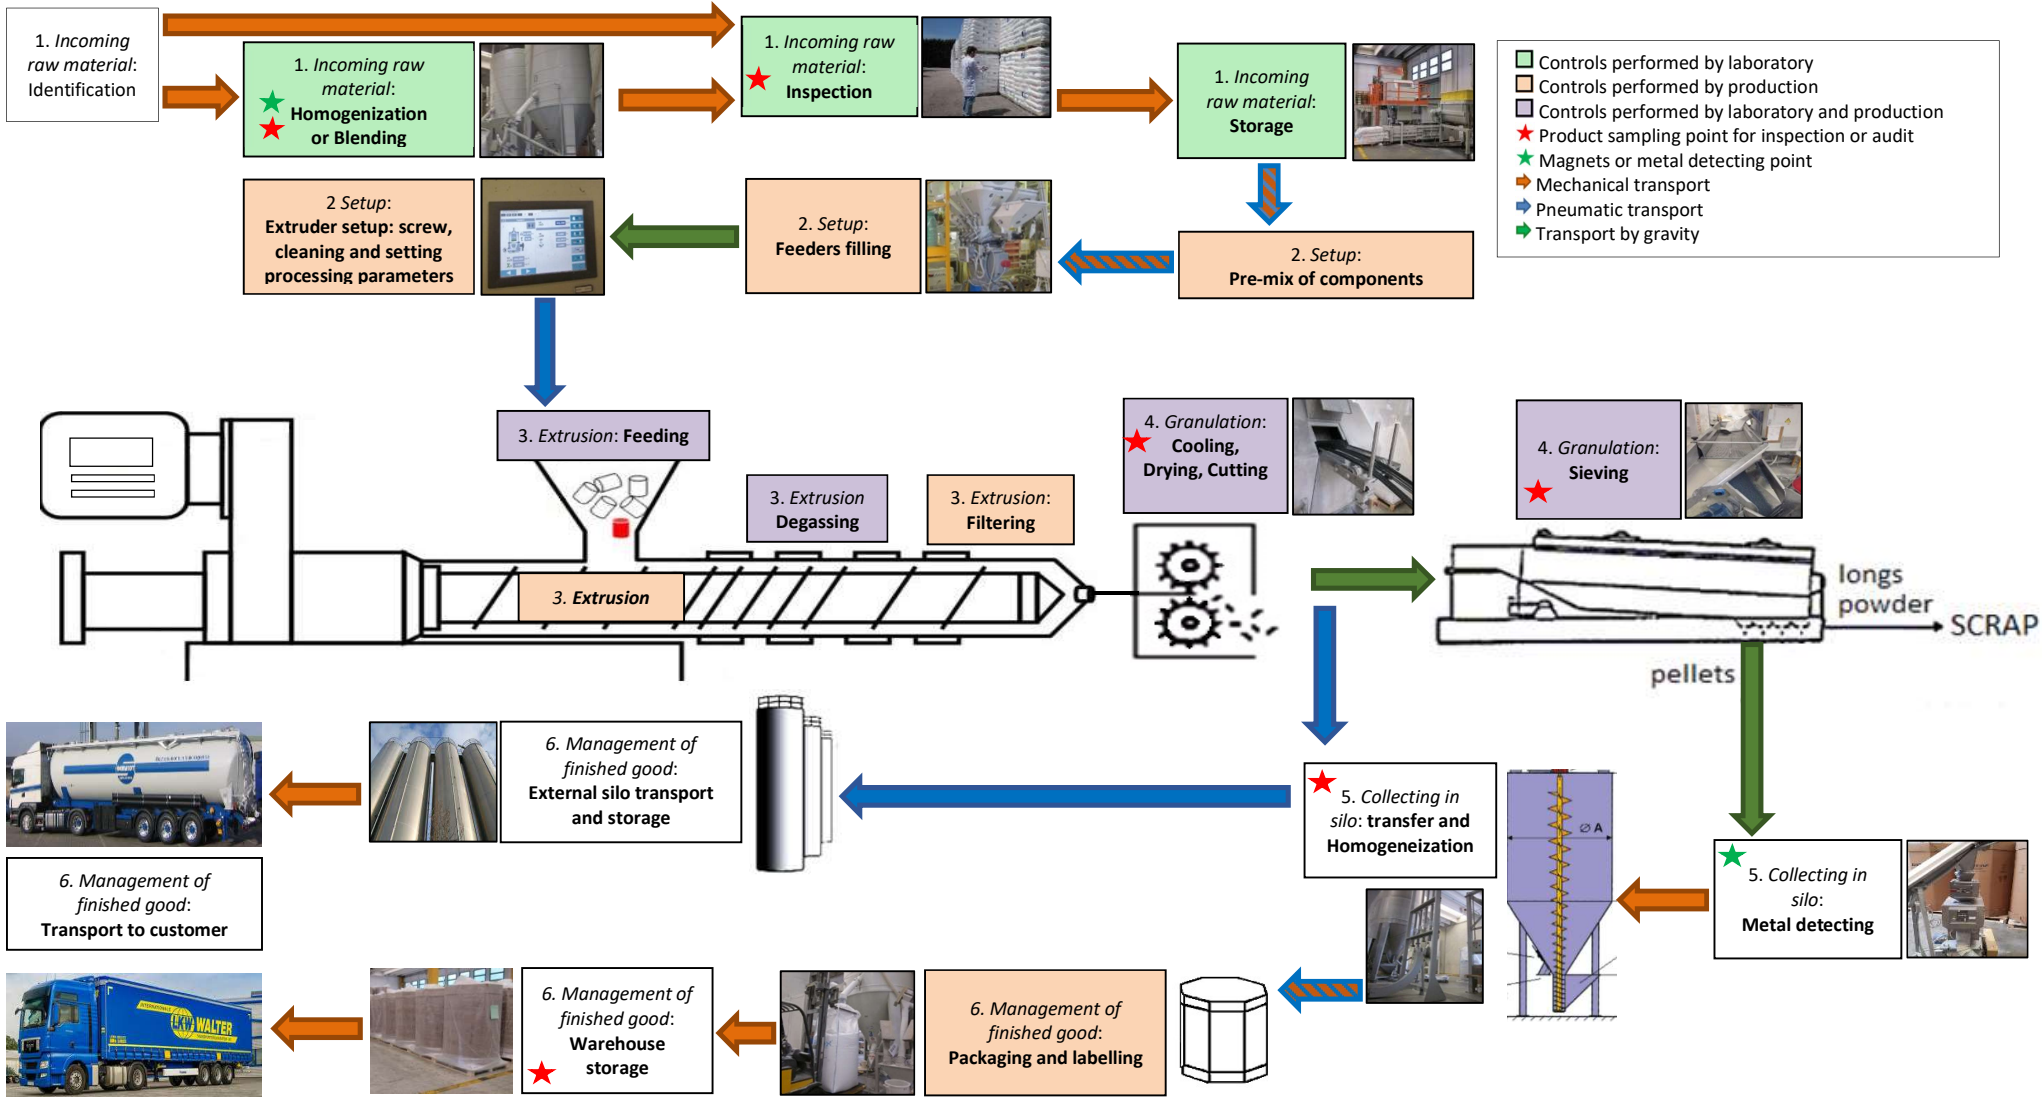 1. Incoming
raw material:
Identification
1. Incoming raw
material:
Homogenization
or Blending
1. Incoming raw
material:
Inspection
1. Incoming
raw material:
Storage
Controls performed by laboratory
Controls performed by production
Controls performed by laboratory and production
Product sampling point for inspection or audit
Magnets or metal detecting point
Mechanical transport
Pneumatic transport
Transport by gravity
2 Setup:
Extruder setup: screw,
cleaning and setting
processing parameters
2. Setup:
Feeders filling
2. Setup:
Pre-mix of components
3. Extrusion: Feeding
3. Extrusion
Degassing
3. Extrusion:
Filtering
3. Extrusion
4. Granulation:
Cooling,
Drying, Cutting
4. Granulation:
Sieving
longs
powder
SCRAP
pellets
6. Management of
finished good:
External silo transport
and storage
5. Collecting in
silo: transfer and
Homogeneization
Ø A
5. Collecting in
silo:
Metal detecting
6. Management of
finished good:
Transport to customer
LKW WALTER
6. Management of
finished good:
Warehouse
storage
6. Management of
finished good:
Packaging and labelling